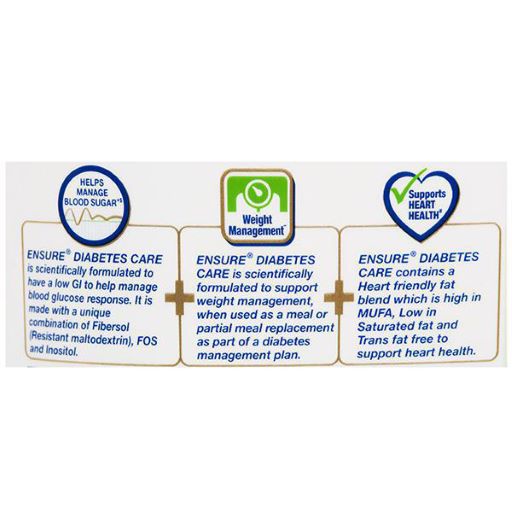 HELPS
MANAGE
BLOOD SUGAR*$
ENSURE® DIABETES CARE
is scientifically formulated to
have a low GI to help manage
blood glucose response. It is
made with a unique
combination of Fibersol
(Resistant maltodextrin), FOS
and Inositol.
Weight
Management~
ENSURE® DIABETES
CARE is scientifically
formulated to support
weight management,
when used as a meal or
partial meal replacement
as part of a diabetes
management plan.
Supports
HEART
HEALTH#
ENSURE® DIABETES
CARE contains a
Heart friendly fat
blend which is high in
MUFA, Low in
Saturated fat and
Trans fat free to
support heart health.